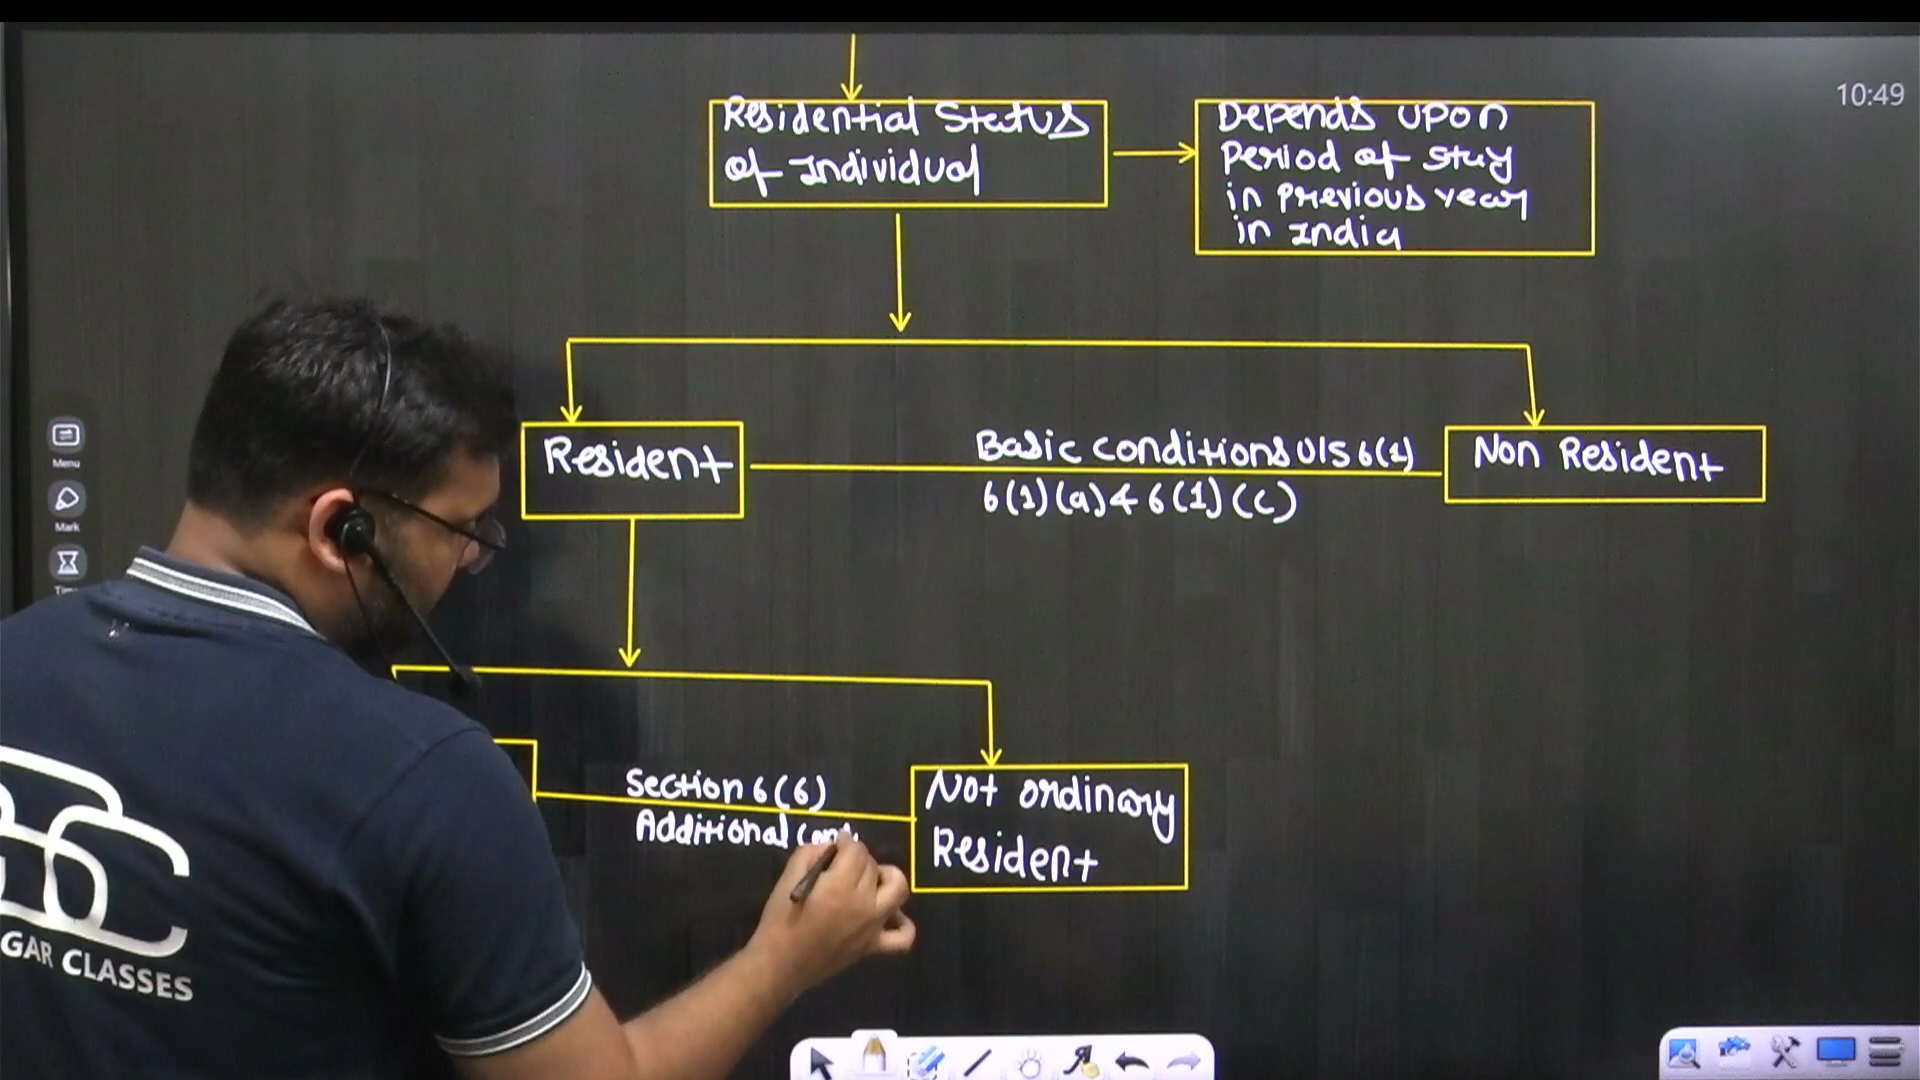 10:49
Residential Status
of Individual
Depends upon
period of stay
in previous year
in India
Resident
Basic conditions U/S 6(1)
6(1)(a) & 6(1)(c)
Non Resident
Menu
Mark
Section 6(6)
Additional
Not ordinary
Resident
GAR CLASSES